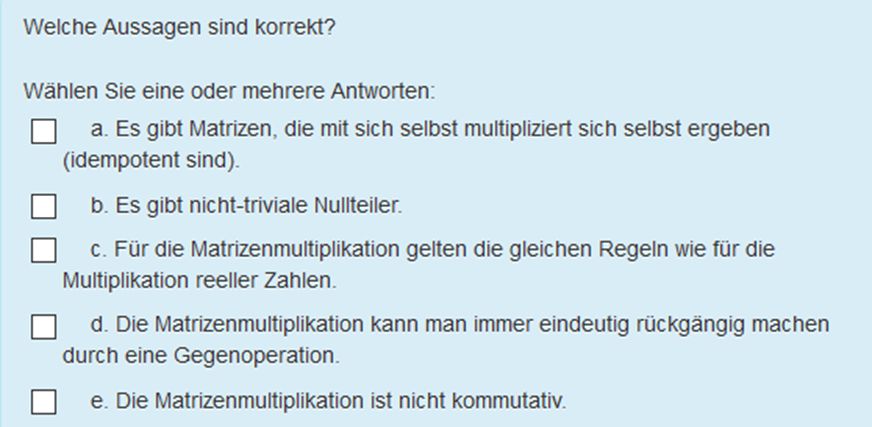 Welche Aussagen sind korrekt?
Wählen Sie eine oder mehrere Antworten:
a. Es gibt Matrizen, die mit sich selbst multipliziert sich selbst ergeben
(idempotent sind).
b. Es gibt nicht-triviale Nullteiler.
c. Für die Matrizenmultiplikation gelten die gleichen Regeln wie für die
Multiplikation reeller Zahlen.
d. Die Matrizenmultiplikation kann man immer eindeutig rückgängig machen
durch eine Gegenoperation.
e. Die Matrizenmultiplikation ist nicht kommutativ.